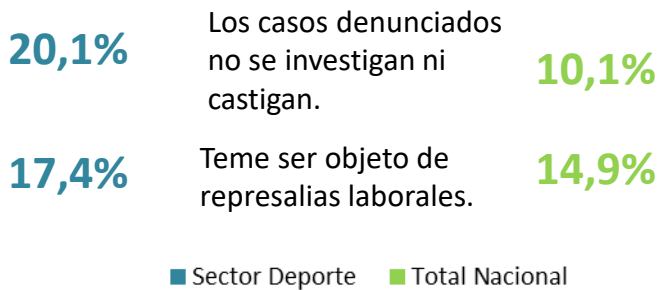 20,1%
Los casos denunciados
no se investigan ni
castigan.
10,1%
17,4%
Teme ser objeto de
represalias laborales.
14,9%
Sector Deporte
Total Nacional